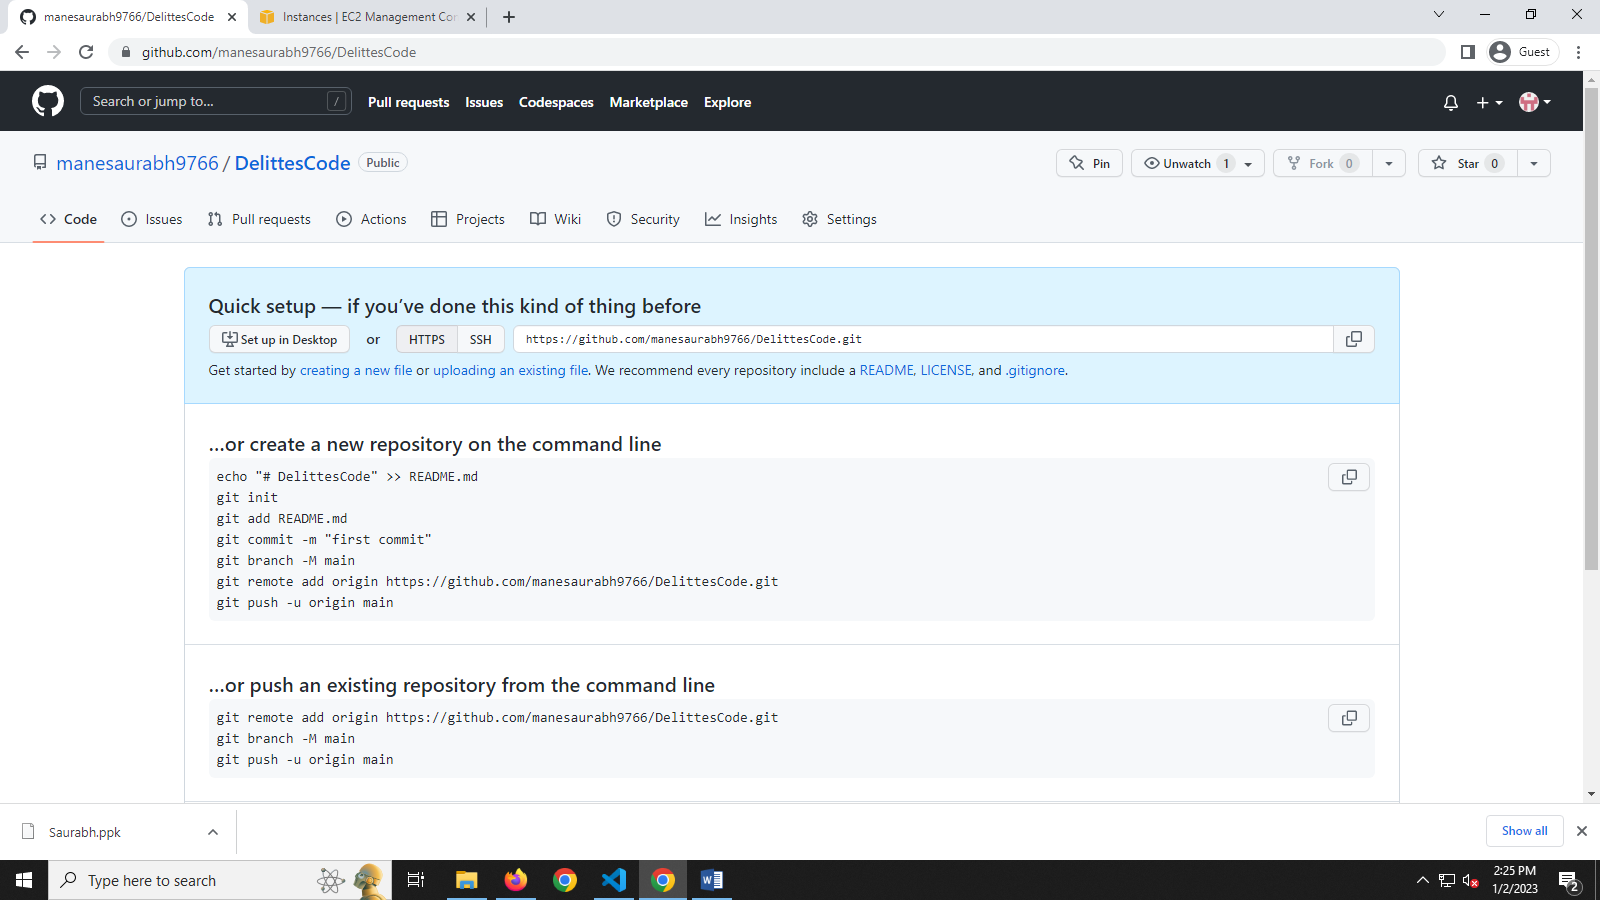 manesaurabh9766/DelittesCode
Instances | EC2 Management Con
github.com/manesaurabh9766/DelittesCode
Guest
Search or jump to...
/
Pull requests
Issues
Codespaces
Marketplace
Explore
manesaurabh9766 / DelittesCode
Public
Pin
Unwatch 1
Fork 0
Star 0
Code
Issues
Pull requests
Actions
Projects
Wiki
Security
Insights
Settings
Quick setup — if you’ve done this kind of thing before
Set up in Desktop
or
HTTPS
SSH
https://github.com/manesaurabh9766/DelittesCode.git
Get started by creating a new file or uploading an existing file. We recommend every repository include a README, LICENSE, and .gitignore.
…or create a new repository on the command line
echo "# DelittesCode" >> README.md
git init
git add README.md
git commit -m "first commit"
git branch -M main
git remote add origin https://github.com/manesaurabh9766/DelittesCode.git
git push -u origin main
…or push an existing repository from the command line
git remote add origin https://github.com/manesaurabh9766/DelittesCode.git
git branch -M main
git push -u origin main
Saurabh.ppk
Show all
Type here to search
2:25 PM
1/2/2023
2